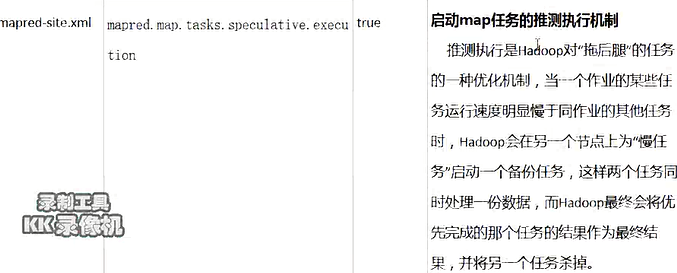 mapred-site.xml
mapred.map.tasks.speculative.execu
tion
true
启动map任务的推测执行机制
推测执行是Hadoop对“拖后腿”的任务
的一种优化机制，当一个作业的某些任
务运行速度明显慢于同作业的其他任务
时，Hadoop会在另一个节点上为“慢任
务”启动一个备份任务，这样两个任务同
时处理一份数据，而Hadoop最终会将优
先完成的那个任务的结果作为最终结
果，并将另一个任务杀掉。
录制工具
KK录像机